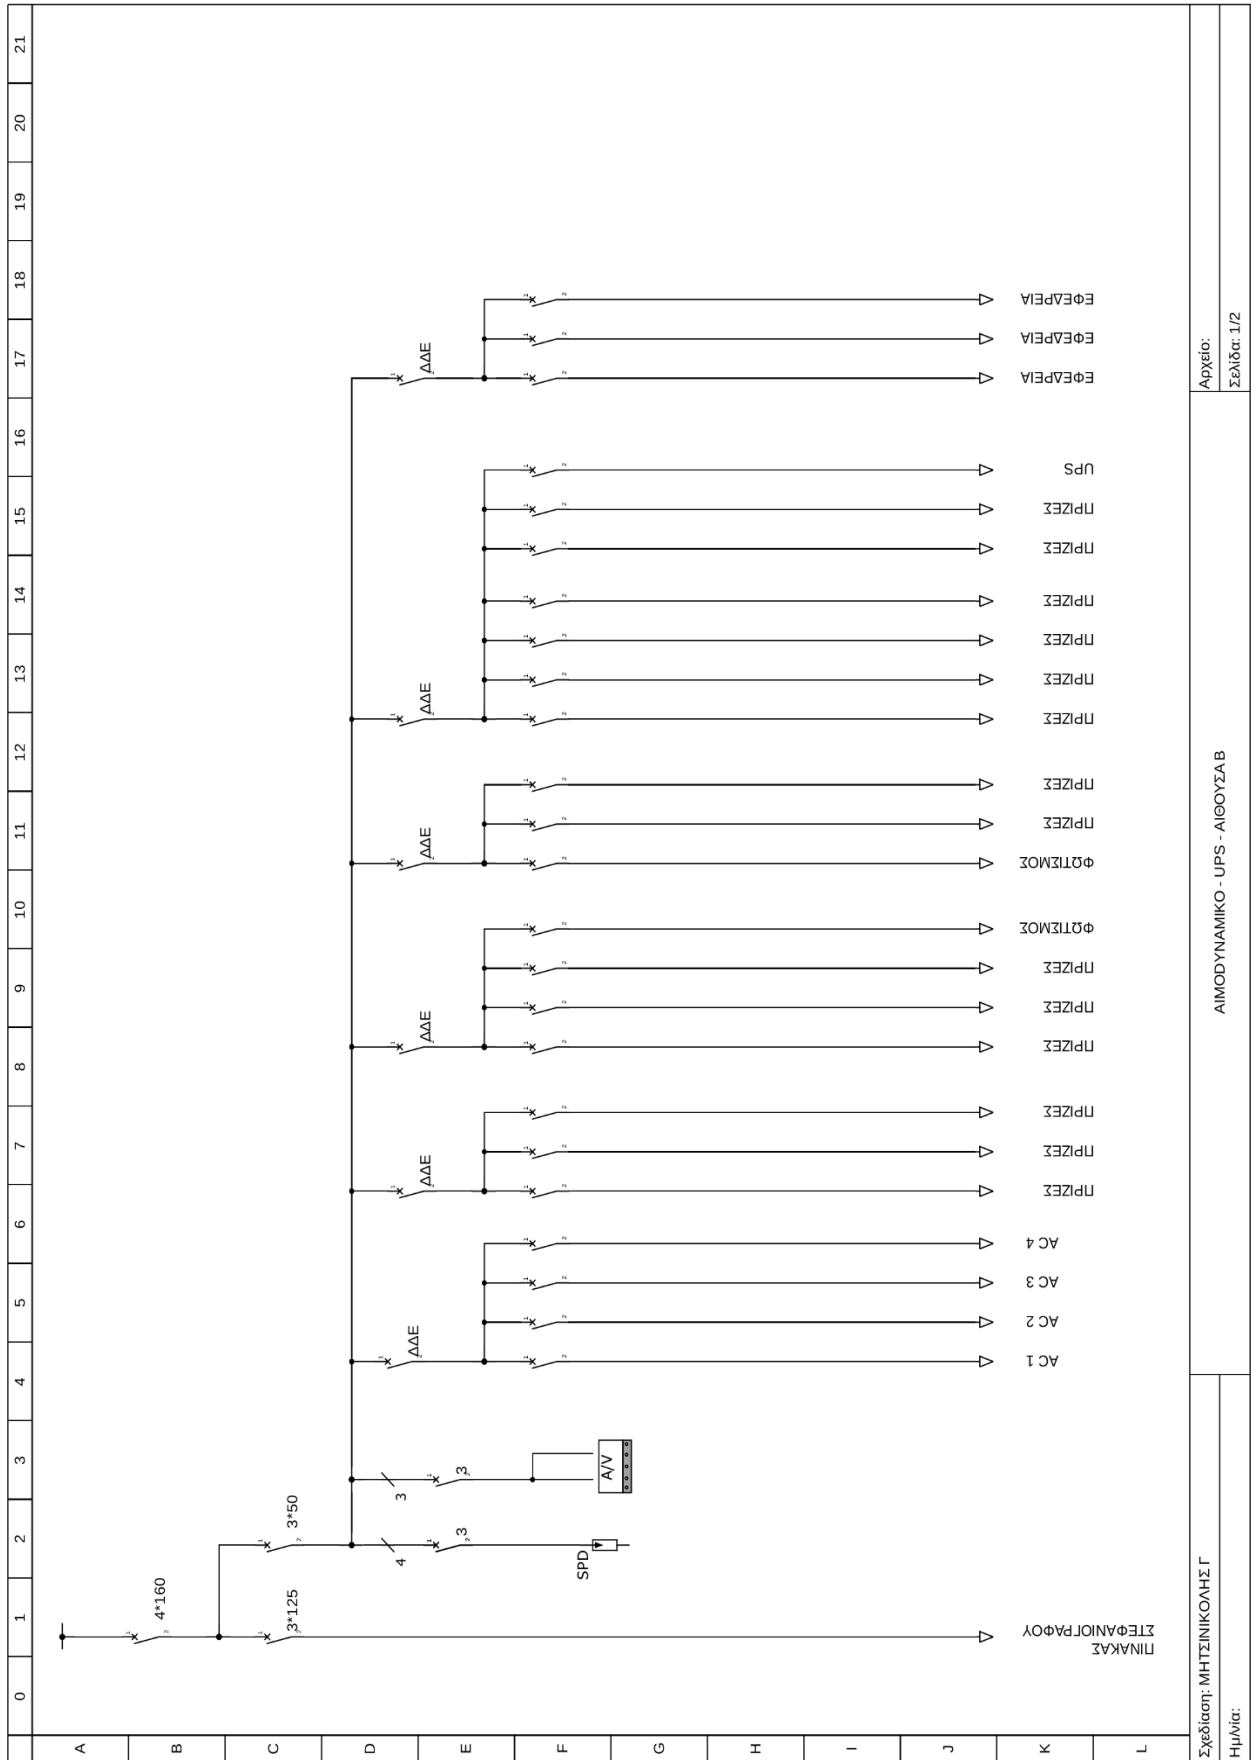 0 1 2 3 4 5 6 7 8 9 10 11 12 13 14 15 16 17 18 19 20 21
A
B
C
D
E
F
G
H
I
J
K
L
4*160
3*125
3*50
4
3
3
3
SPD
A/V
ΔΔΕ
ΔΔΕ
ΔΔΕ
ΔΔΕ
ΔΔΕ
ΔΔΕ
ΠΙΝΑΚΑΣ
ΣΤΕΦΑΝΙΟΓΡΑΦΟΥ
AC 1
AC 2
AC 3
AC 4
ΠΡΙΖΕΣ
ΠΡΙΖΕΣ
ΠΡΙΖΕΣ
ΠΡΙΖΕΣ
ΠΡΙΖΕΣ
ΠΡΙΖΕΣ
ΦΩΤΙΣΜΟΣ
ΦΩΤΙΣΜΟΣ
ΠΡΙΖΕΣ
ΠΡΙΖΕΣ
ΠΡΙΖΕΣ
ΠΡΙΖΕΣ
ΠΡΙΖΕΣ
ΠΡΙΖΕΣ
ΠΡΙΖΕΣ
ΠΡΙΖΕΣ
UPS
ΕΦΕΔΡΕΙΑ
ΕΦΕΔΡΕΙΑ
ΕΦΕΔΡΕΙΑ
Σχεδίαση: ΜΗΤΣΙΝΙΚΟΛΗΣ Γ
Ημ/νία:
ΑΙΜΟDYNAMIKO - UPS - ΑΙΘΟΥΣΑ Β
Αρχείο:
Σελίδα: 1/2